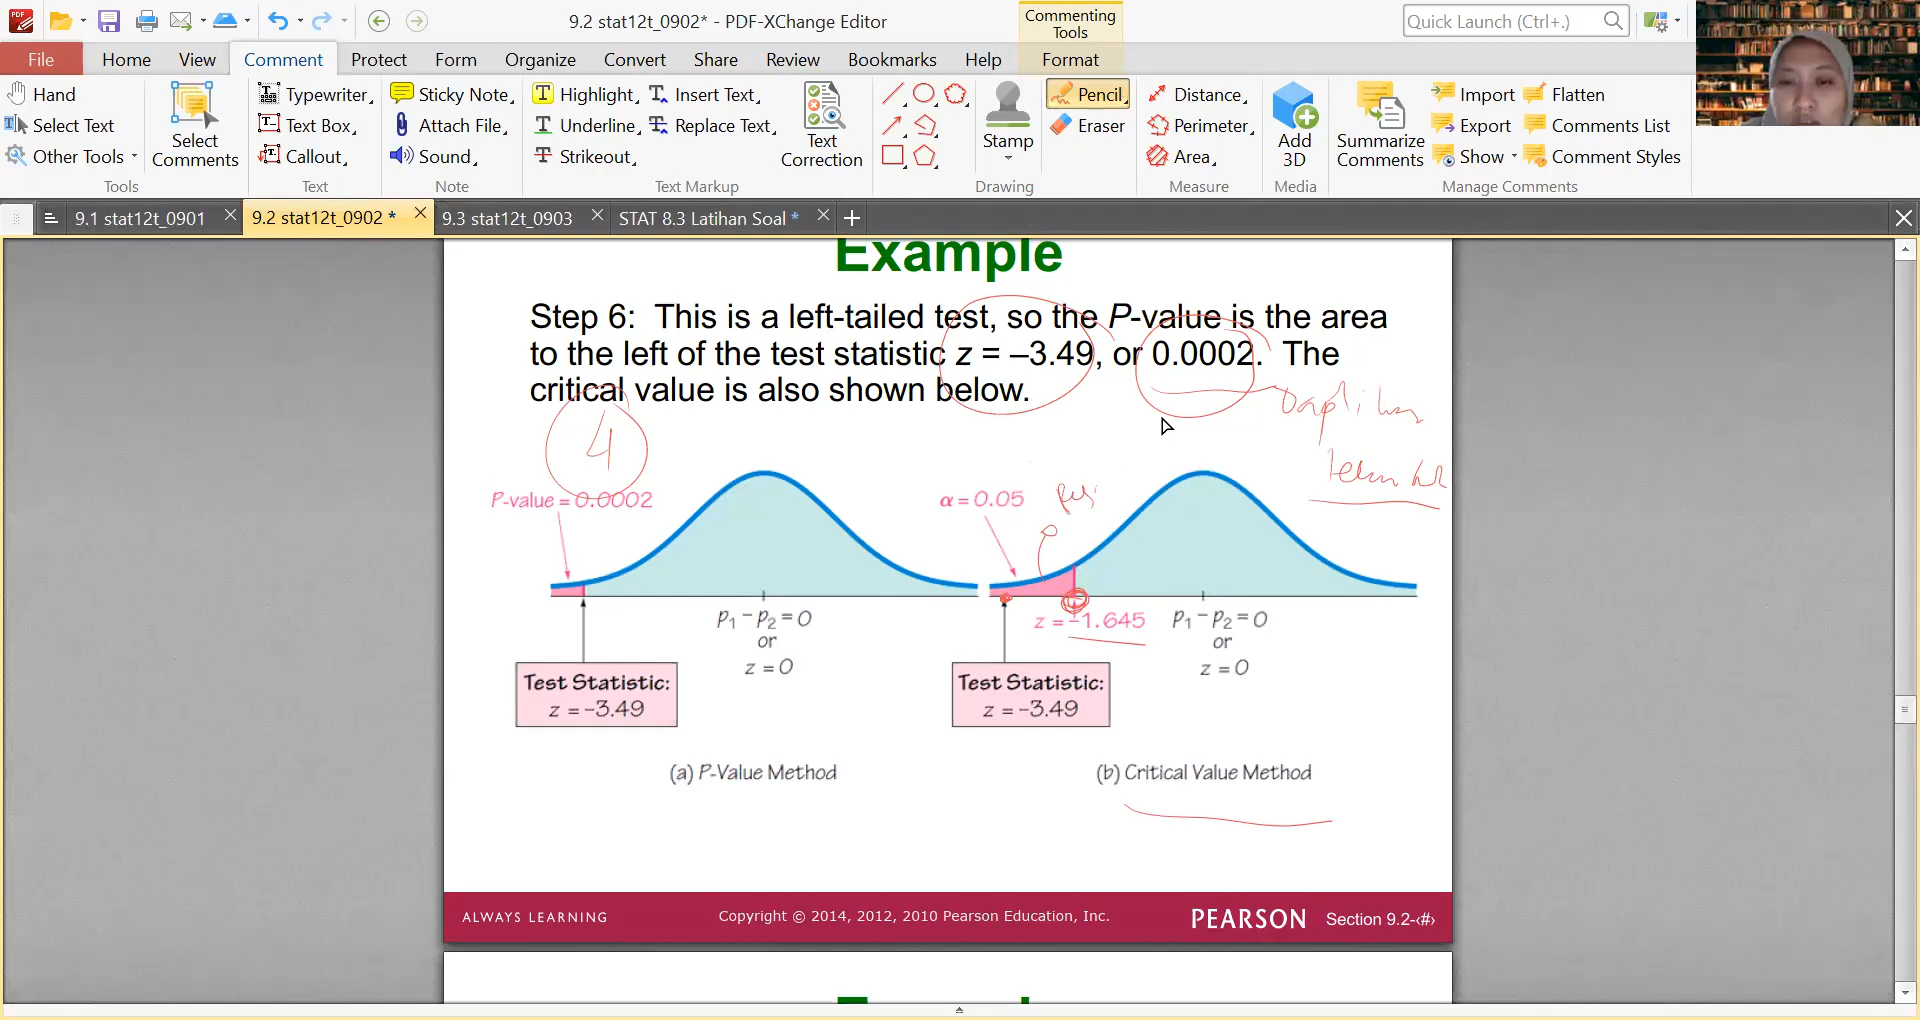 9.2 stat12t_0902* - PDF-XChange Editor
Commenting Tools
Quick Launch (Ctrl+.)
File Home View Comment Protect Form Organize Convert Share Review Bookmarks Help Format
Hand
Select Text
Other Tools
Select Comments
Tools
Typewriter
Text Box
Callout
Text
Sticky Note
Attach File
Sound
Note
Highlight
Underline
Strikeout
Insert Text
Replace Text
Text Correction
Text Markup
Stamp
Pencil
Eraser
Drawing
Distance
Perimeter
Area
Measure
Add 3D
Media
Summarize Comments
Import
Export
Show
Flatten
Comments List
Comment Styles
Manage Comments
9.1 stat12t_0901
9.2 stat12t_0902 *
9.3 stat12t_0903
STAT 8.3 Latihan Soal *
Example
Step 6: This is a left-tailed test, so the P-value is the area
to the left of the test statistic z = –3.49, or 0.0002. The
critical value is also shown below.
4
P-value = 0.0002
p₁ − p₂ = 0
or
z = 0
Test Statistic:
z = −3.49
(a) P-Value Method
α = 0.05
z = −1.645
p₁ − p₂ = 0
or
z = 0
Test Statistic:
z = −3.49
(b) Critical Value Method
ALWAYS LEARNING
Copyright © 2014, 2012, 2010 Pearson Education, Inc.
PEARSON
Section 9.2-‹#›